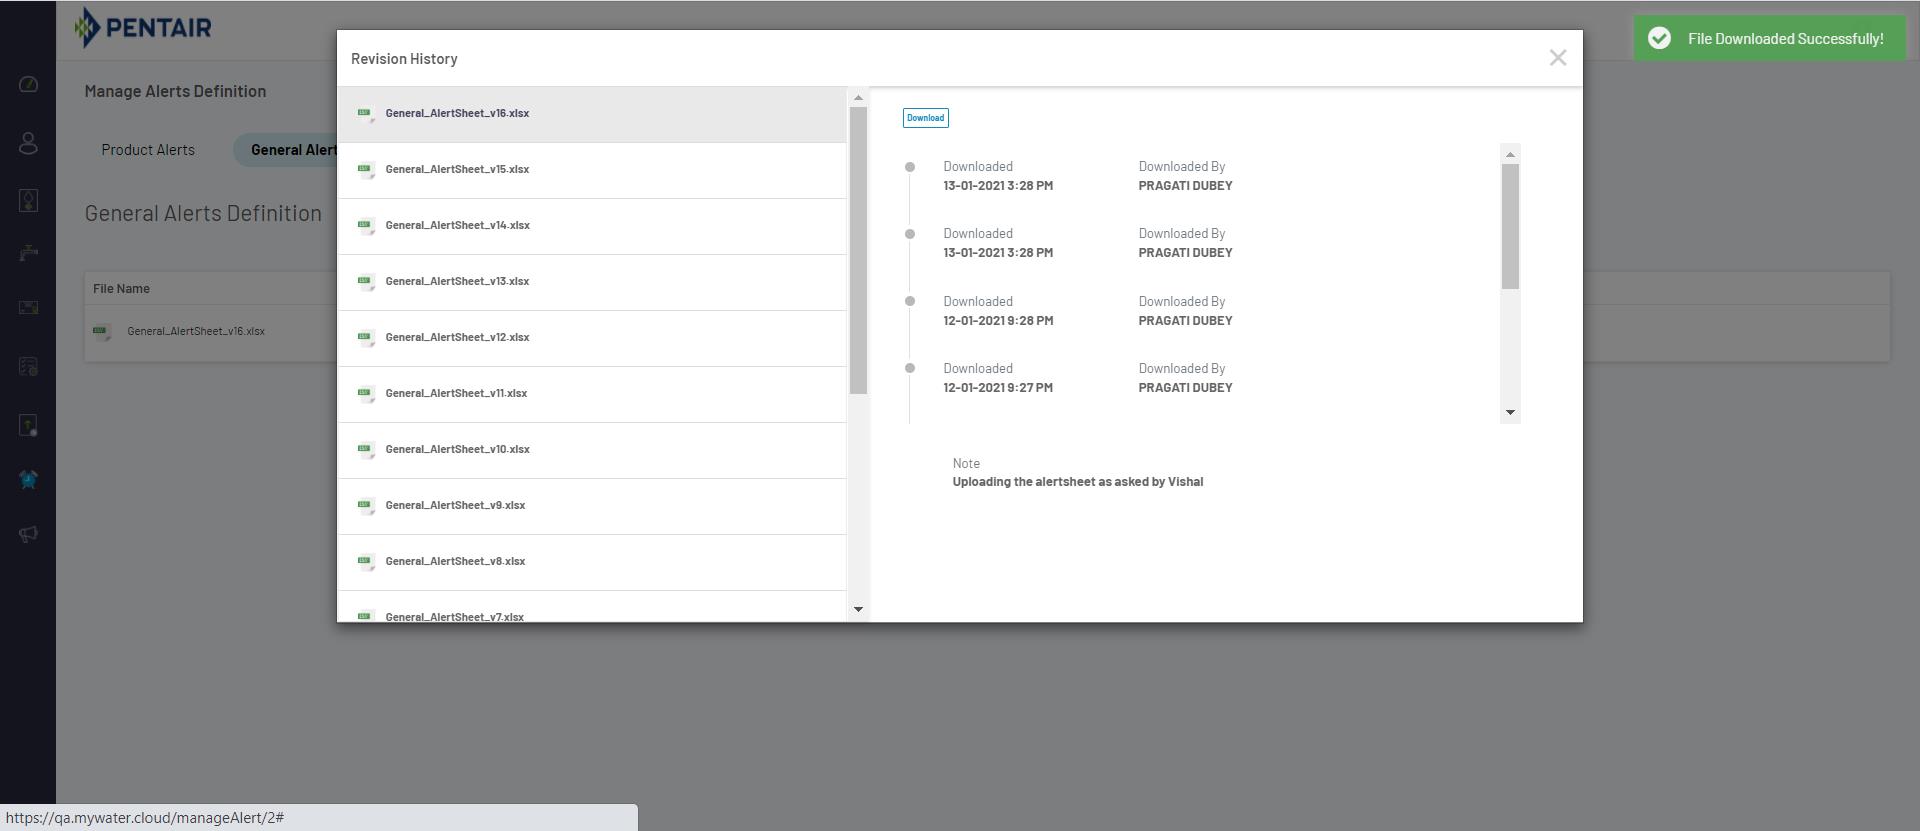 PENTAIR
File Downloaded Successfully!
Revision History
Manage Alerts Definition
Product Alerts
General Alert
General Alerts Definition
File Name
General_AlertSheet_v16.xlsx
General_AlertSheet_v16.xlsx
General_AlertSheet_v15.xlsx
General_AlertSheet_v14.xlsx
General_AlertSheet_v13.xlsx
General_AlertSheet_v12.xlsx
General_AlertSheet_v11.xlsx
General_AlertSheet_v10.xlsx
General_AlertSheet_v9.xlsx
General_AlertSheet_v8.xlsx
General_AlertSheet_v7.xlsx
Download
Downloaded Downloaded By
13-01-2021 3:28 PM PRAGATI DUBEY
Downloaded Downloaded By
13-01-2021 3:28 PM PRAGATI DUBEY
Downloaded Downloaded By
12-01-2021 9:28 PM PRAGATI DUBEY
Downloaded Downloaded By
12-01-2021 9:27 PM PRAGATI DUBEY
Note
Uploading the alertsheet as asked by Vishal
https://qa.mywater.cloud/manageAlert/2#